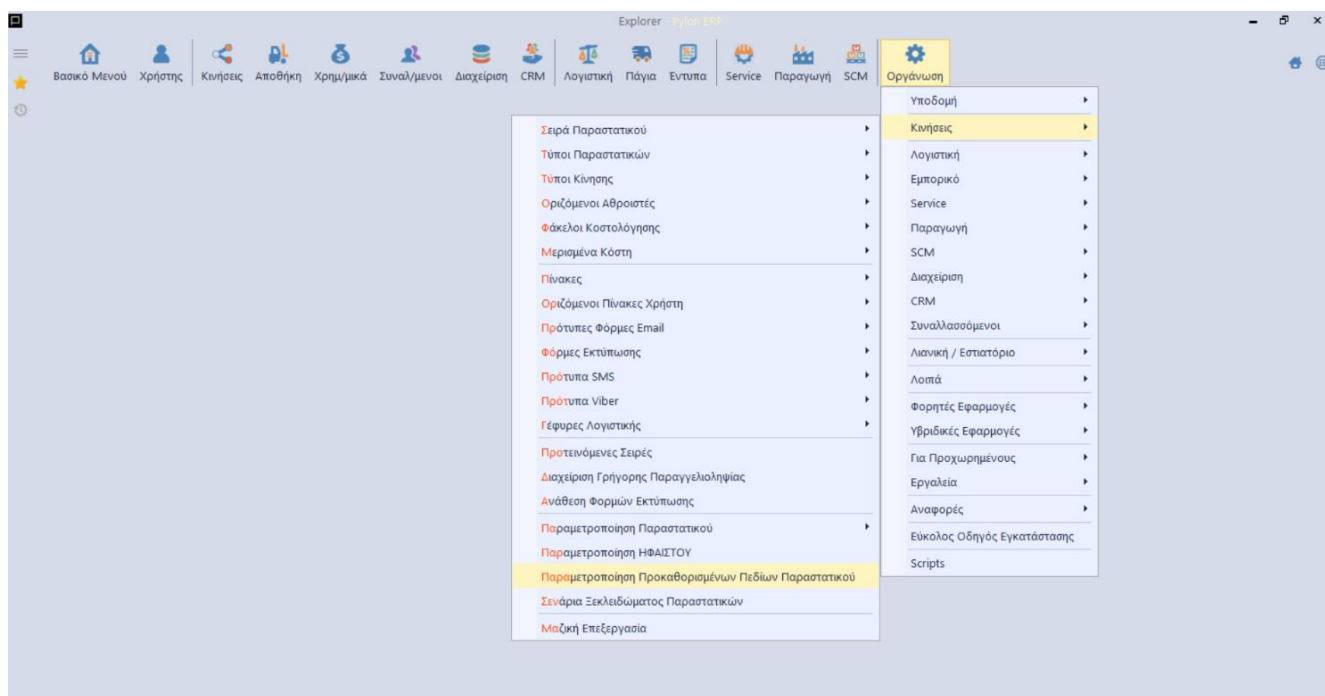 Explorer - Pylon ERP
Βασικό Μενού Χρήστης Κινήσεις Αποθήκη Χρημ/μικά Συναλ/μενοι Διαχείριση CRM Λογιστική Πάγια Εντυπα Service Παραγωγή SCM Οργάνωση
Υποδομή
Κινήσεις
Λογιστική
Εμπορικό
Service
Παραγωγή
SCM
Διαχείριση
CRM
Συναλλασσόμενοι
Λιανική / Εστιατόριο
Λοιπά
Φορητές Εφαρμογές
Υβριδικές Εφαρμογές
Για Προχωρημένους
Εργαλεία
Αναφορές
Εύκολος Οδηγός Εγκατάστασης
Scripts
Σειρά Παραστατικού
Τύποι Παραστατικών
Τύποι Κίνησης
Οριζόμενοι Αθροιστές
Φάκελοι Κοστολόγησης
Μερισμένα Κόστη
Πίνακες
Οριζόμενοι Πίνακες Χρήστη
Πρότυπες Φόρμες Email
Φόρμες Εκτύπωσης
Πρότυπα SMS
Πρότυπα Viber
Γέφυρες Λογιστικής
Προτεινόμενες Σειρές
Διαχείριση Γρήγορης Παραγγελιοληψίας
Ανάθεση Φορμών Εκτύπωσης
Παραμετροποίηση Παραστατικού
Παραμετροποίηση ΗΦΑΙΣΤΟΥ
Παραμετροποίηση Προκαθορισμένων Πεδίων Παραστατικού
Σενάρια Ξεκλειδώματος Παραστατικών
Μαζική Επεξεργασία